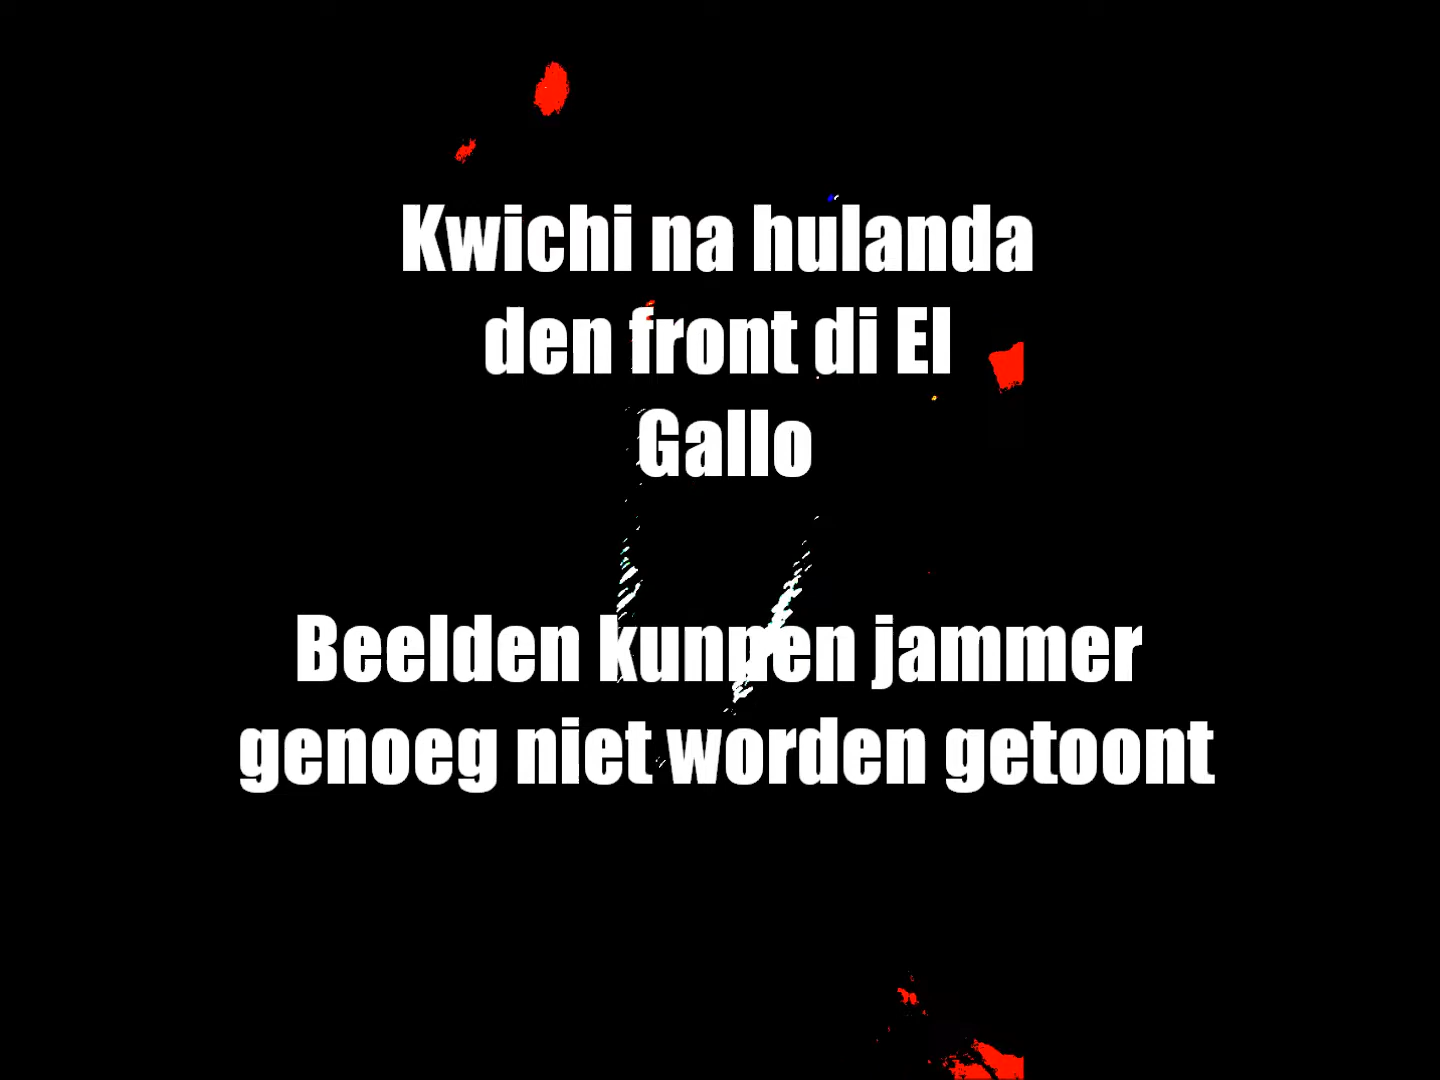 Kwichi na hulanda
den front di El
Gallo
Beelden kunnen jammer
genoeg niet worden getoont